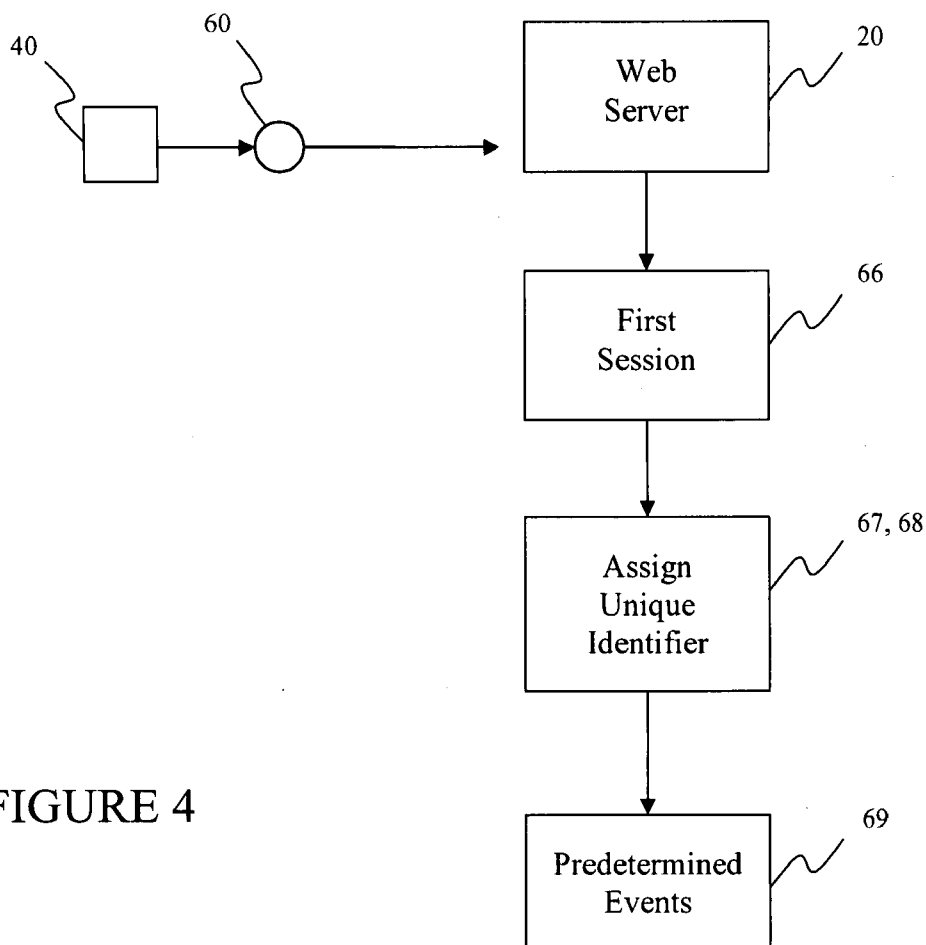 40
60
Web
Server
20
First
Session
66
Assign
Unique
Identifier
67, 68
FIGURE 4
Predetermined
Events
69